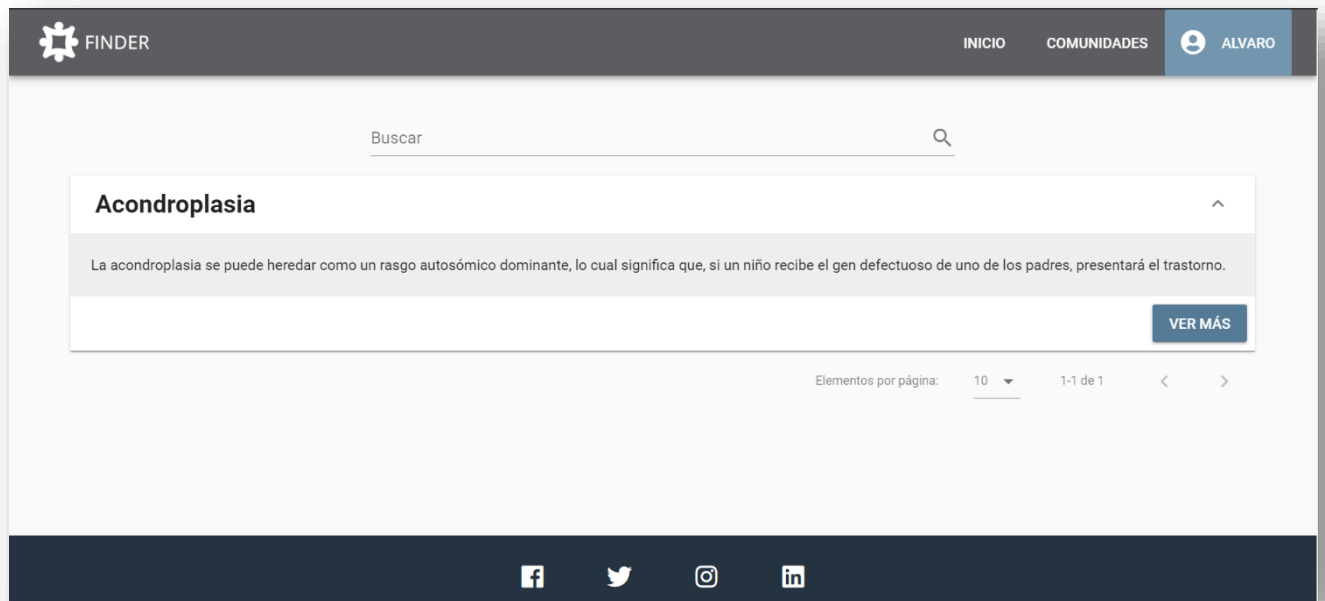 FINDER
INICIO
COMUNIDADES
ALVARO
Buscar
Acondroplasia
La acondroplasia se puede heredar como un rasgo autosómico dominante, lo cual significa que, si un niño recibe el gen defectuoso de uno de los padres, presentará el trastorno.
VER MÁS
Elementos por página: 10 1-1 de 1